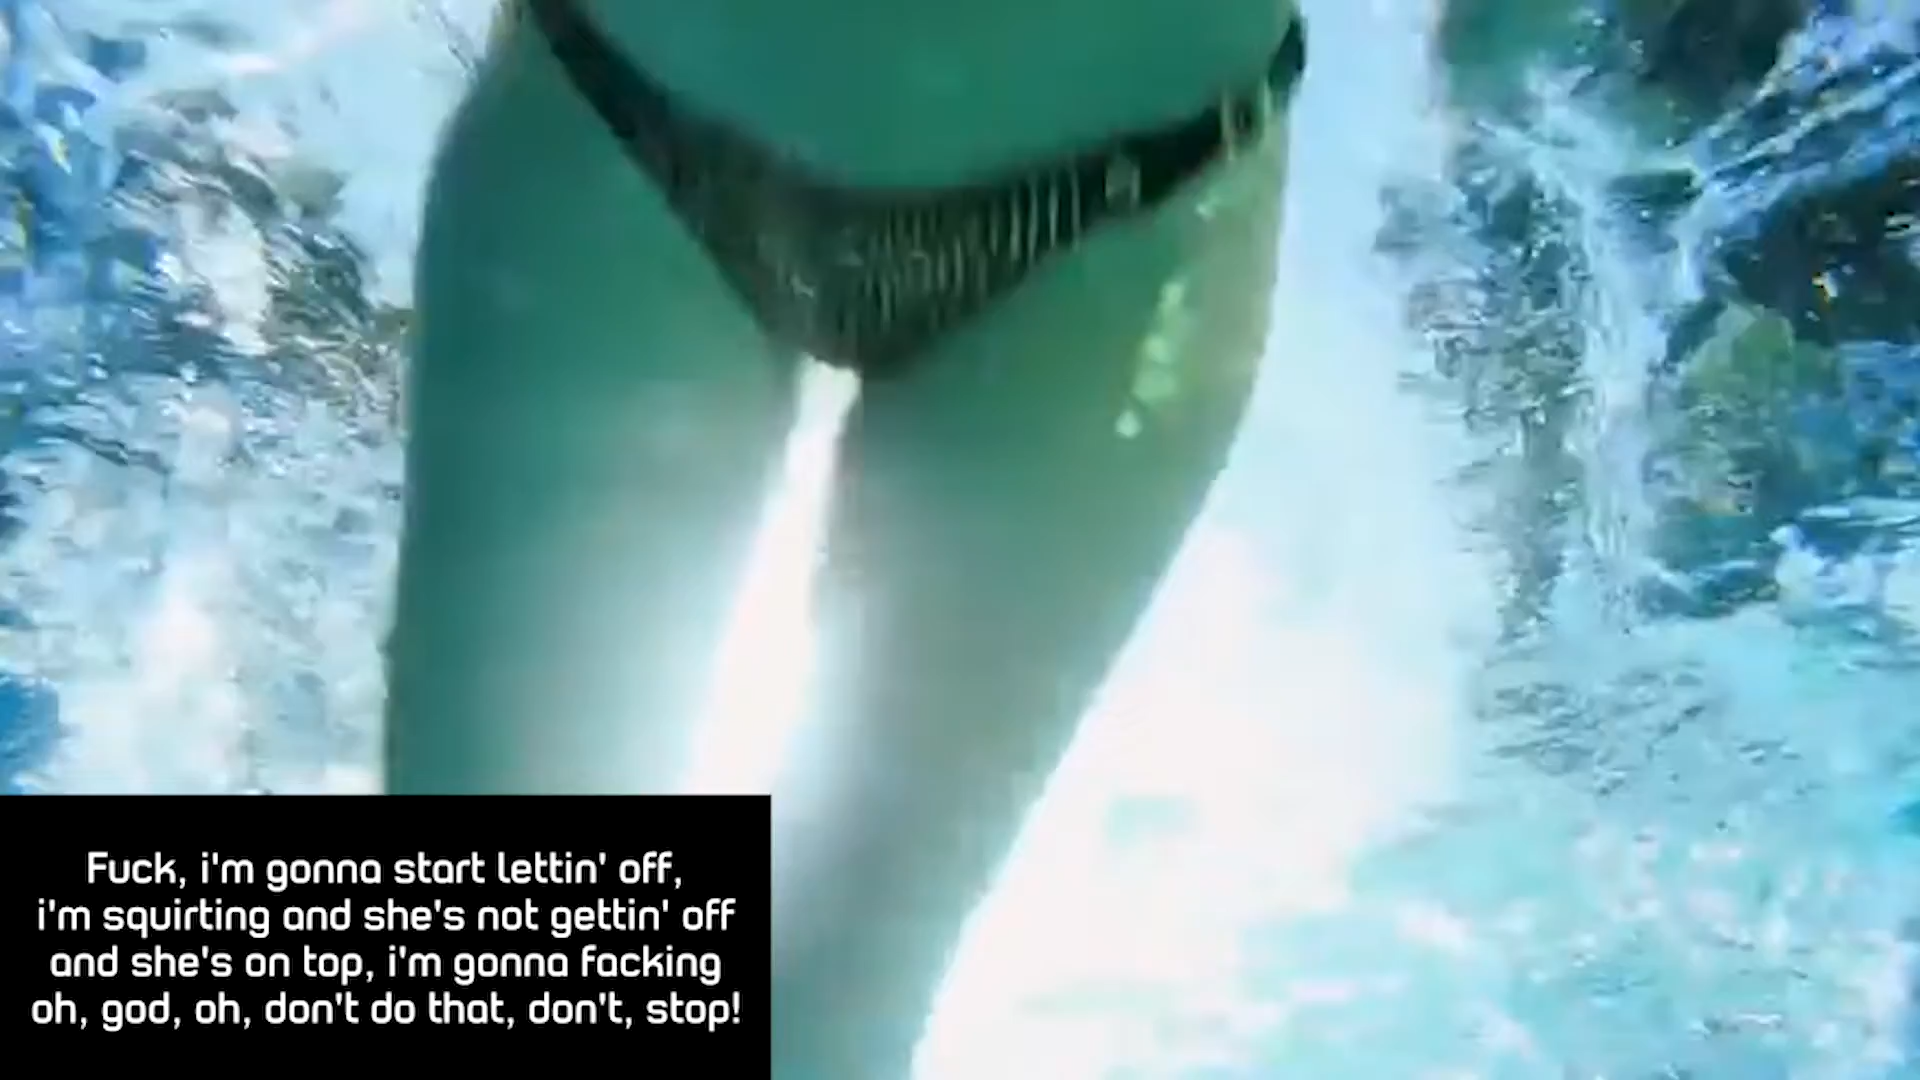 Fuck, i'm gonna start lettin' off,
i'm squirting and she's not gettin' off
and she's on top, i'm gonna facking
oh, god, oh, don't do that, don't, stop!